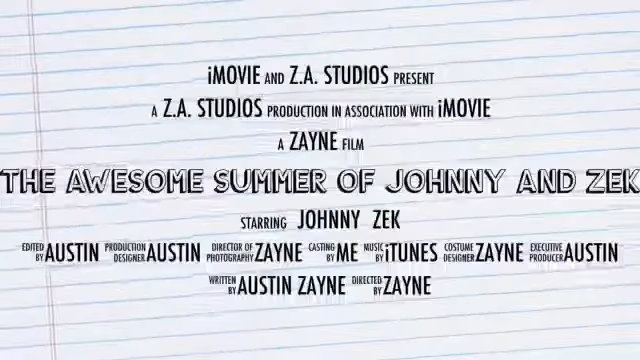 iMOVIE AND Z.A. STUDIOS PRESENT
A Z.A. STUDIOS PRODUCTION IN ASSOCIATION WITH iMOVIE
A ZAYNE FILM
THE AWESOME SUMMER OF JOHNNY AND ZEK
STARRING JOHNNY ZEK
EDITED BY AUSTIN PRODUCTION DESIGNER AUSTIN DIRECTOR OF PHOTOGRAPHY ZAYNE CASTING BY ME MUSIC BY iTUNES COSTUME DESIGNER ZAYNE EXECUTIVE PRODUCER AUSTIN
WRITTEN BY AUSTIN ZAYNE DIRECTED BY ZAYNE